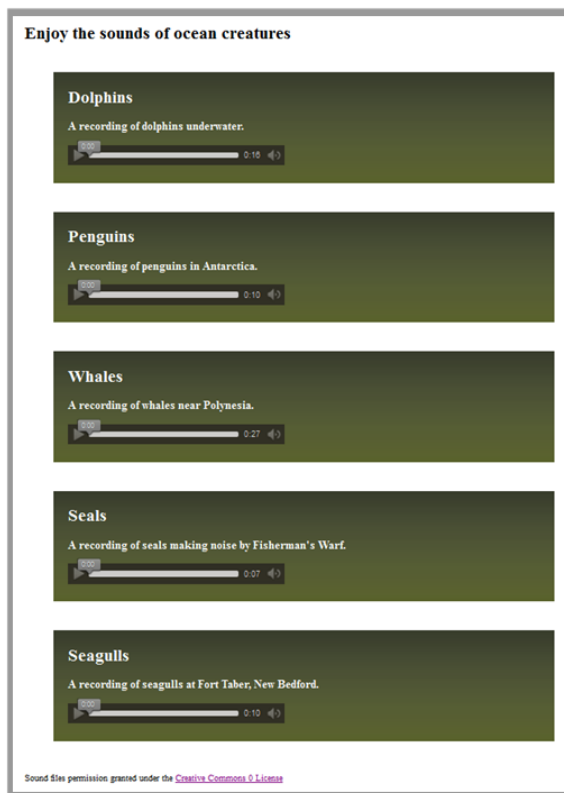 Enjoy the sounds of ocean creatures
Dolphins
A recording of dolphins underwater.
0:00
0:16
Penguins
A recording of penguins in Antarctica.
0:00
0:10
Whales
A recording of whales near Polynesia.
0:00
0:27
Seals
A recording of seals making noise by Fisherman's Warf.
0:00
0:07
Seagulls
A recording of seagulls at Fort Taber, New Bedford.
0:00
0:10
Sound files permission granted under the Creative Commons 0 License